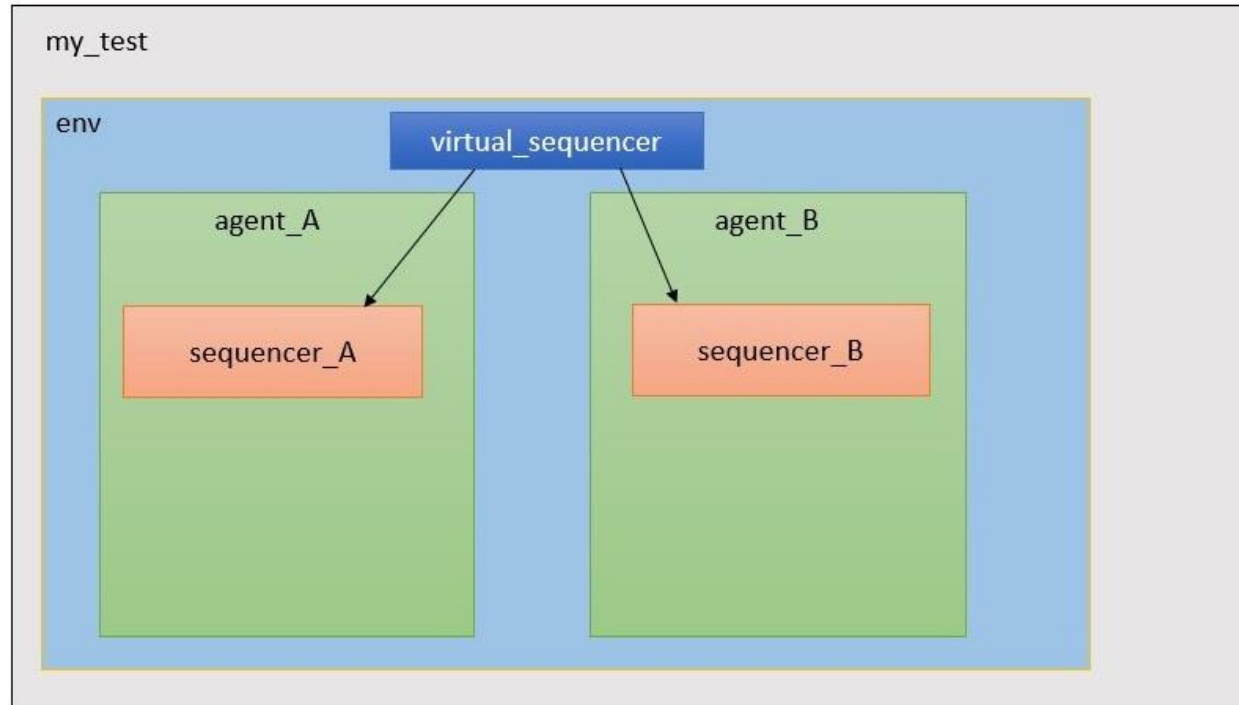 my_test
env
virtual_sequencer
agent_A
agent_B
sequencer_A
sequencer_B